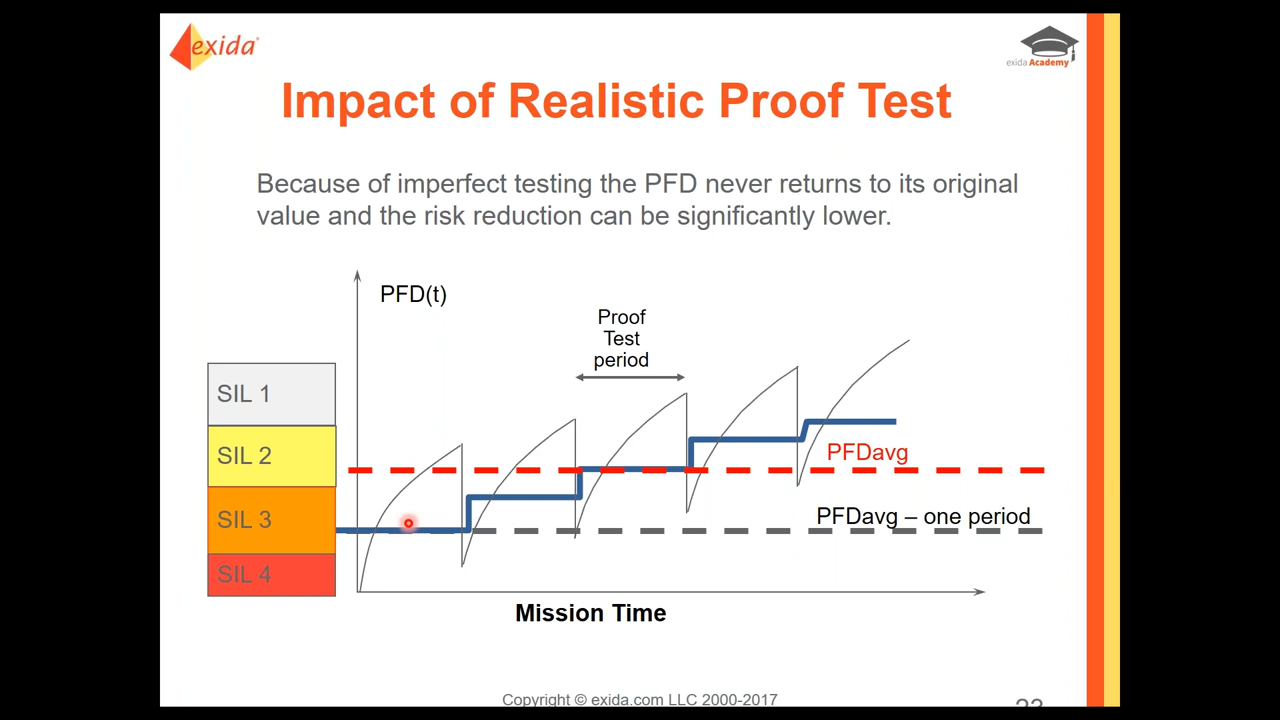 exida
exida Academy
Impact of Realistic Proof Test
Because of imperfect testing the PFD never returns to its original
value and the risk reduction can be significantly lower.
PFD(t)
Proof
Test
period
SIL 1
SIL 2
SIL 3
SIL 4
PFDavg
PFDavg – one period
Mission Time
Copyright © exida.com LLC 2000-2017